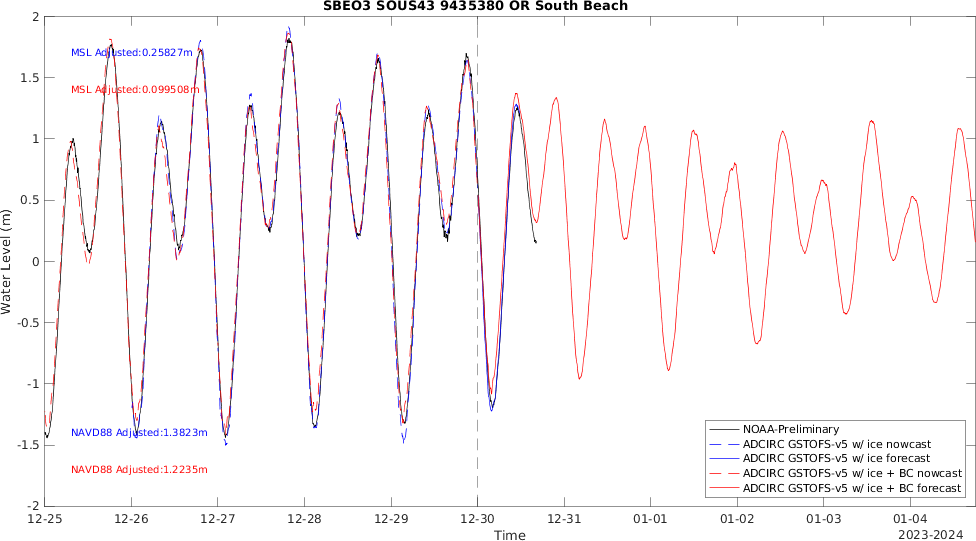 SBEO3 SOUS43 9435380 OR South Beach
2
1.5
1
0.5
0
-0.5
-1
-1.5
-2
Water Level (m)
MSL Adjusted:0.25827m
MSL Adjusted:0.099508m
NAVD88 Adjusted:1.3823m
NAVD88 Adjusted:1.2235m
NOAA-Preliminary
ADCIRC GSTOFS-v5 w/ ice nowcast
ADCIRC GSTOFS-v5 w/ ice forecast
ADCIRC GSTOFS-v5 w/ ice + BC nowcast
ADCIRC GSTOFS-v5 w/ ice + BC forecast
12-25 12-26 12-27 12-28 12-29 12-30 12-31 01-01 01-02 01-03 01-04
Time
2023-2024